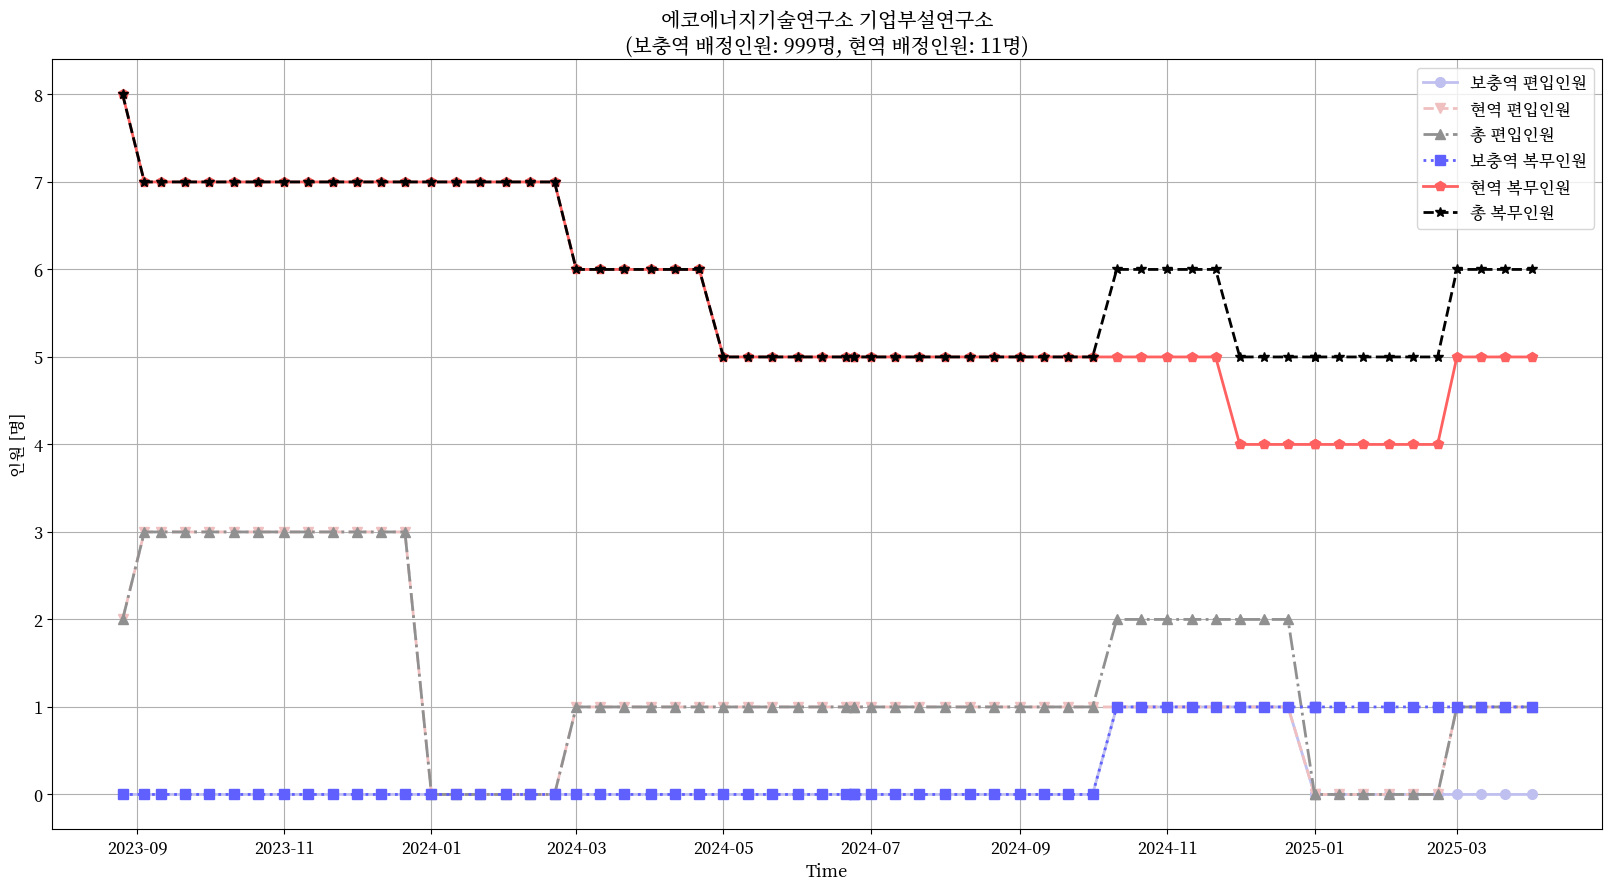 에코에너지기술연구소 기업부설연구소
(보충역 배정인원: 999명, 현역 배정인원: 11명)
보충역 편입인원
현역 편입인원
총 편입인원
보충역 복무인원
현역 복무인원
총 복무인원
인원 [명]
8
7
6
5
4
3
2
1
0
2023-09
2023-11
2024-01
2024-03
2024-05
2024-07
2024-09
2024-11
2025-01
2025-03
Time